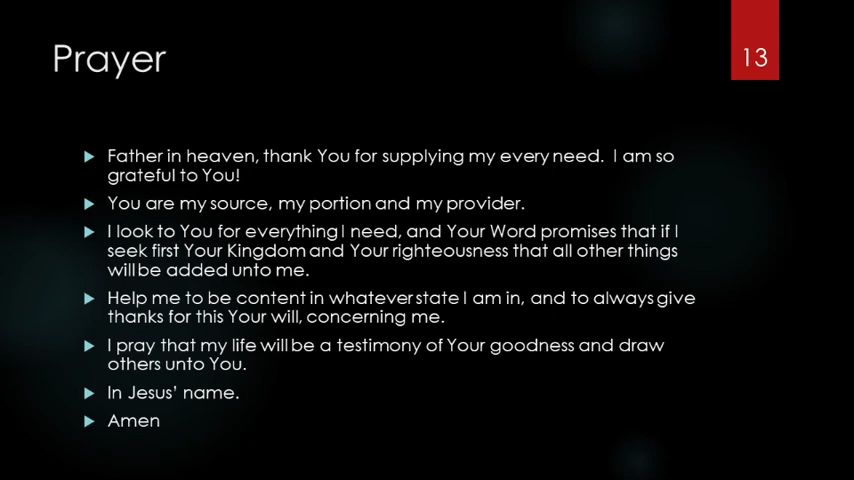 Prayer
13
Father in heaven, thank You for supplying my every need.  I am so
grateful to You!
You are my source, my portion and my provider.
I look to You for everything I need, and Your Word promises that if I
seek first Your Kingdom and Your righteousness that all other things
will be added unto me.
Help me to be content in whatever state I am in, and to always give
thanks for this Your will, concerning me.
I pray that my life will be a testimony of Your goodness and draw
others unto You.
In Jesus’ name.
Amen